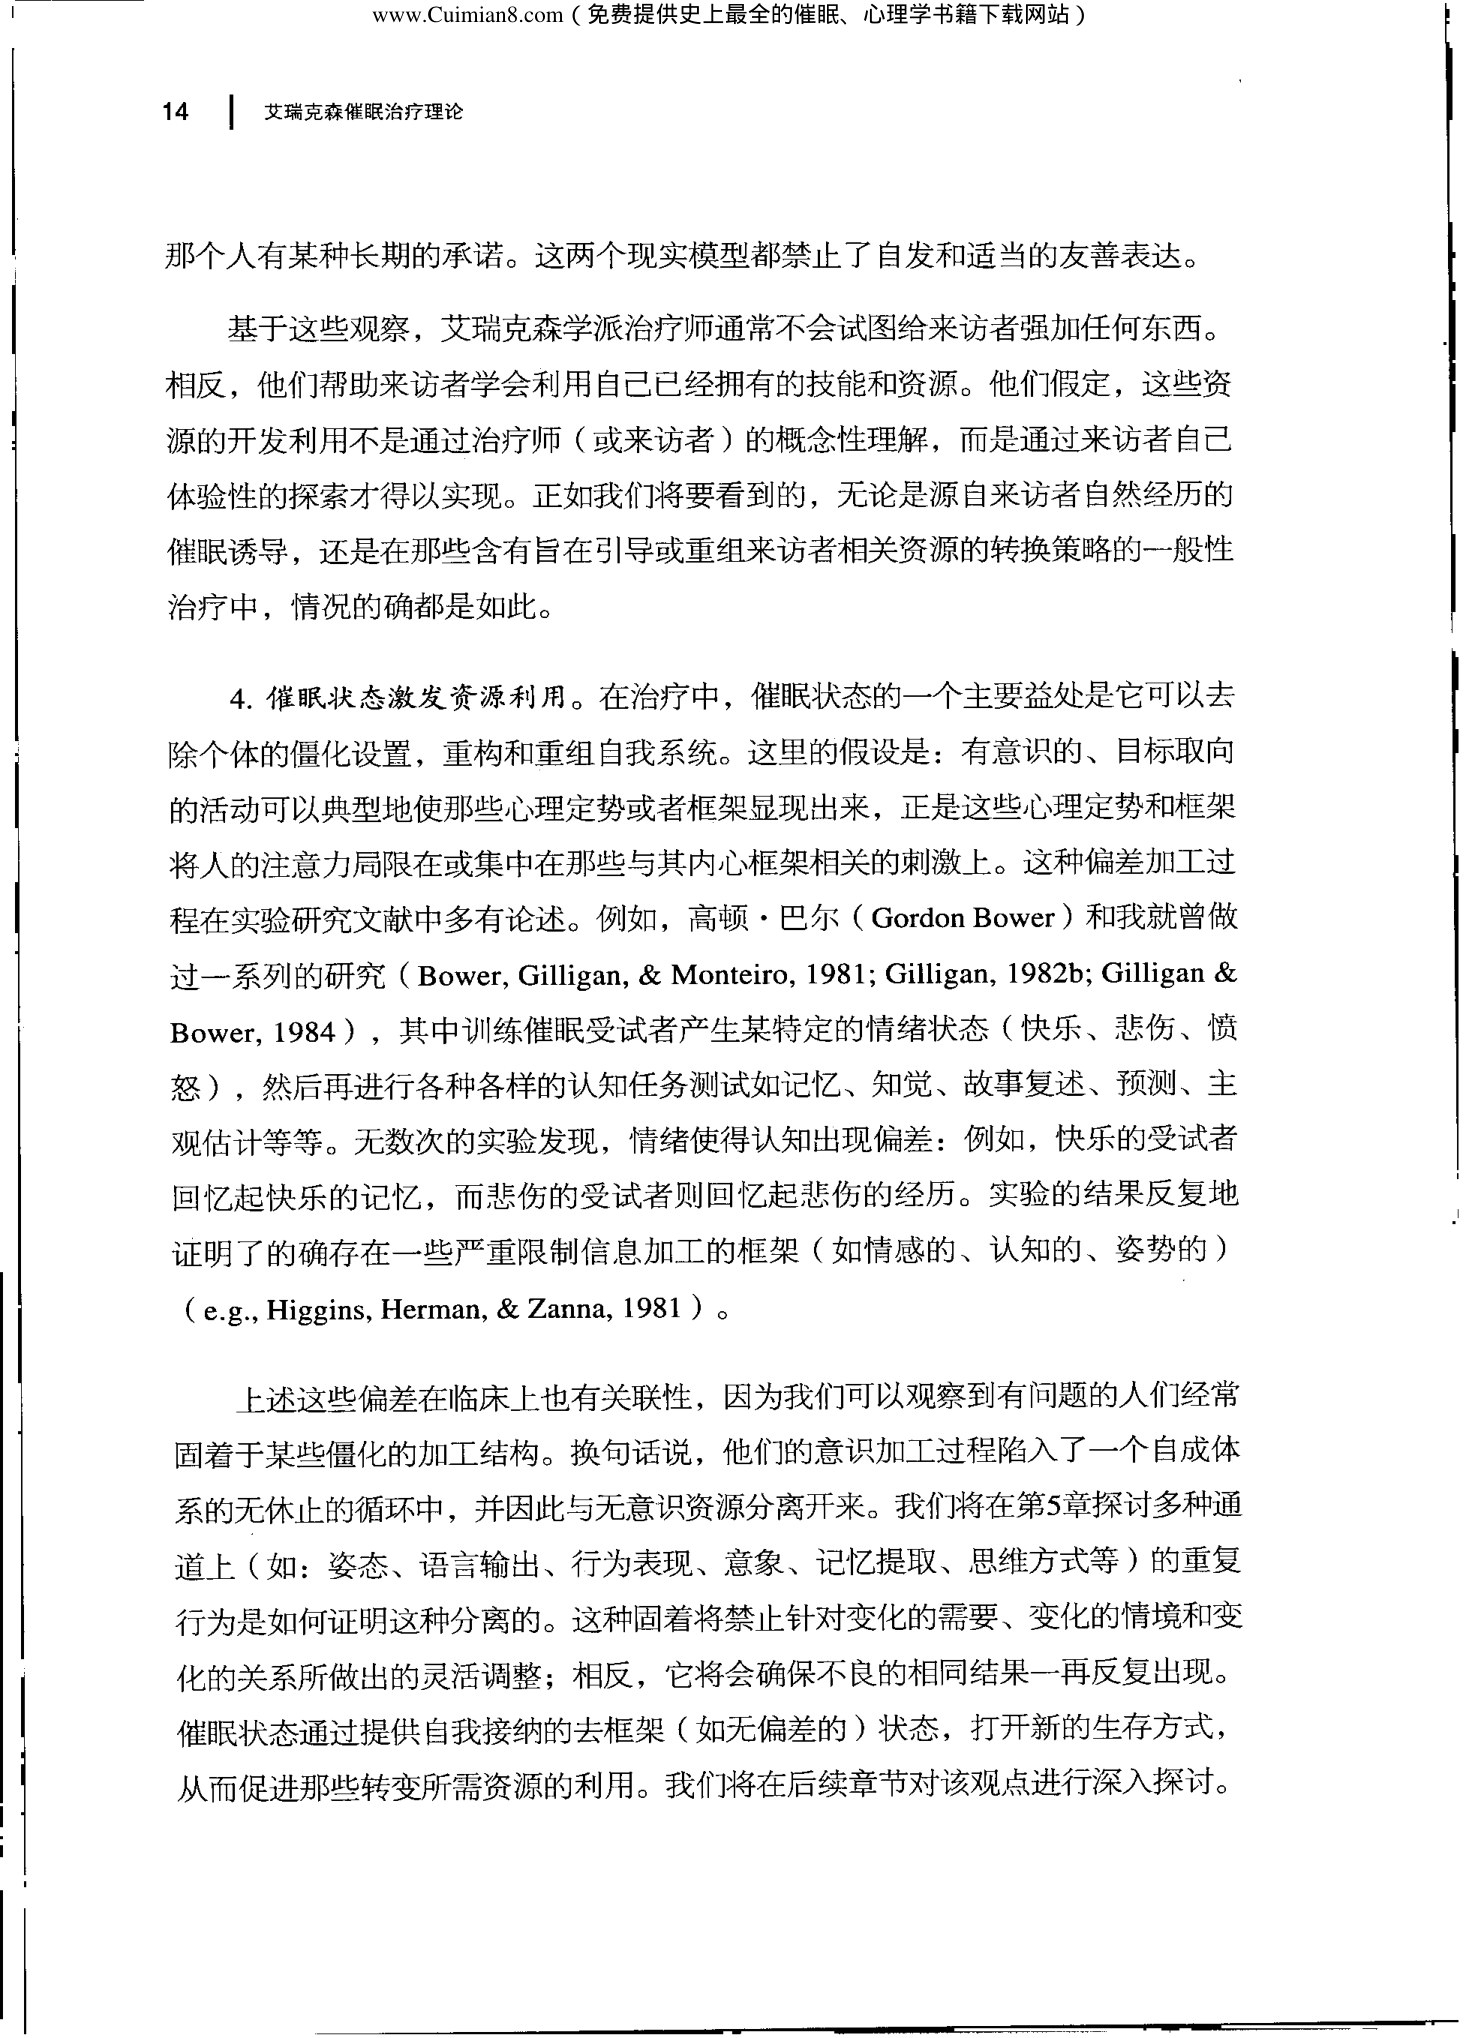 www.Cuimian8.com（免费提供史上最全的催眠、心理学书籍下载网站）
14 艾瑞克森催眠治疗理论
那个人有某种长期的承诺。这两个现实模型都禁止了自发和适当的友善表达。
基于这些观察，艾瑞克森学派治疗师通常不会试图给来访者强加任何东西。
相反，他们帮助来访者学会利用自己已经拥有的技能和资源。他们假定，这些资
源的开发利用不是通过治疗师（或来访者）的概念性理解，而是通过来访者自己
体验性的探索才得以实现。正如我们将要看到的，无论是源自来访者自然经历的
催眠诱导，还是在那些含有旨在引导或重组来访者相关资源的转换策略的一般性
治疗中，情况的确都是如此。
4. 催眠状态激发资源利用。在治疗中，催眠状态的一个主要益处是它可以去
除个体的僵化设置，重构和重组自我系统。这里的假设是：有意识的、目标取向
的活动可以典型地使那些心理定势或者框架显现出来，正是这些心理定势和框架
将人的注意力局限在或集中在那些与其内心框架相关的刺激上。这种偏差加工过
程在实验研究文献中多有论述。例如，高顿·巴尔（Gordon Bower）和我就曾做
过一系列的研究（Bower, Gilligan, & Monteiro, 1981; Gilligan, 1982b; Gilligan &
Bower, 1984），其中训练催眠受试者产生某特定的情绪状态（快乐、悲伤、愤
怒），然后再进行各种各样的认知任务测试如记忆、知觉、故事复述、预测、主
观估计等等。无数次的实验发现，情绪使得认知出现偏差：例如，快乐的受试者
回忆起快乐的记忆，而悲伤的受试者则回忆起悲伤的经历。实验的结果反复地
证明了的确存在一些严重限制信息加工的框架（如情感的、认知的、姿势的）
（e.g., Higgins, Herman, & Zanna, 1981）。
上述这些偏差在临床上也有关联性，因为我们可以观察到有问题的人们经常
固着于某些僵化的加工结构。换句话说，他们的意识加工过程陷入了一个自成体
系的无休止的循环中，并因此与无意识资源分离开来。我们将在第5章探讨多种通
道上（如：姿态、语言输出、行为表现、意象、记忆提取、思维方式等）的重复
行为是如何证明这种分离的。这种固着将禁止针对变化的需要、变化的情境和变
化的关系所做出的灵活调整；相反，它将会确保不良的相同结果一再反复出现。
催眠状态通过提供自我接纳的去框架（如无偏差的）状态，打开新的生存方式，
从而促进那些转变所需资源的利用。我们将在后续章节对该观点进行深入探讨。